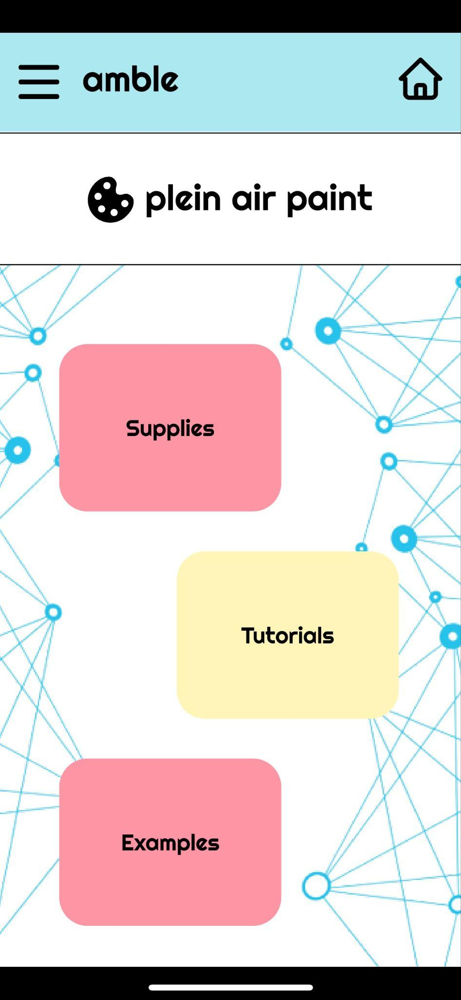 amble
plein air paint
Supplies
Tutorials
Examples